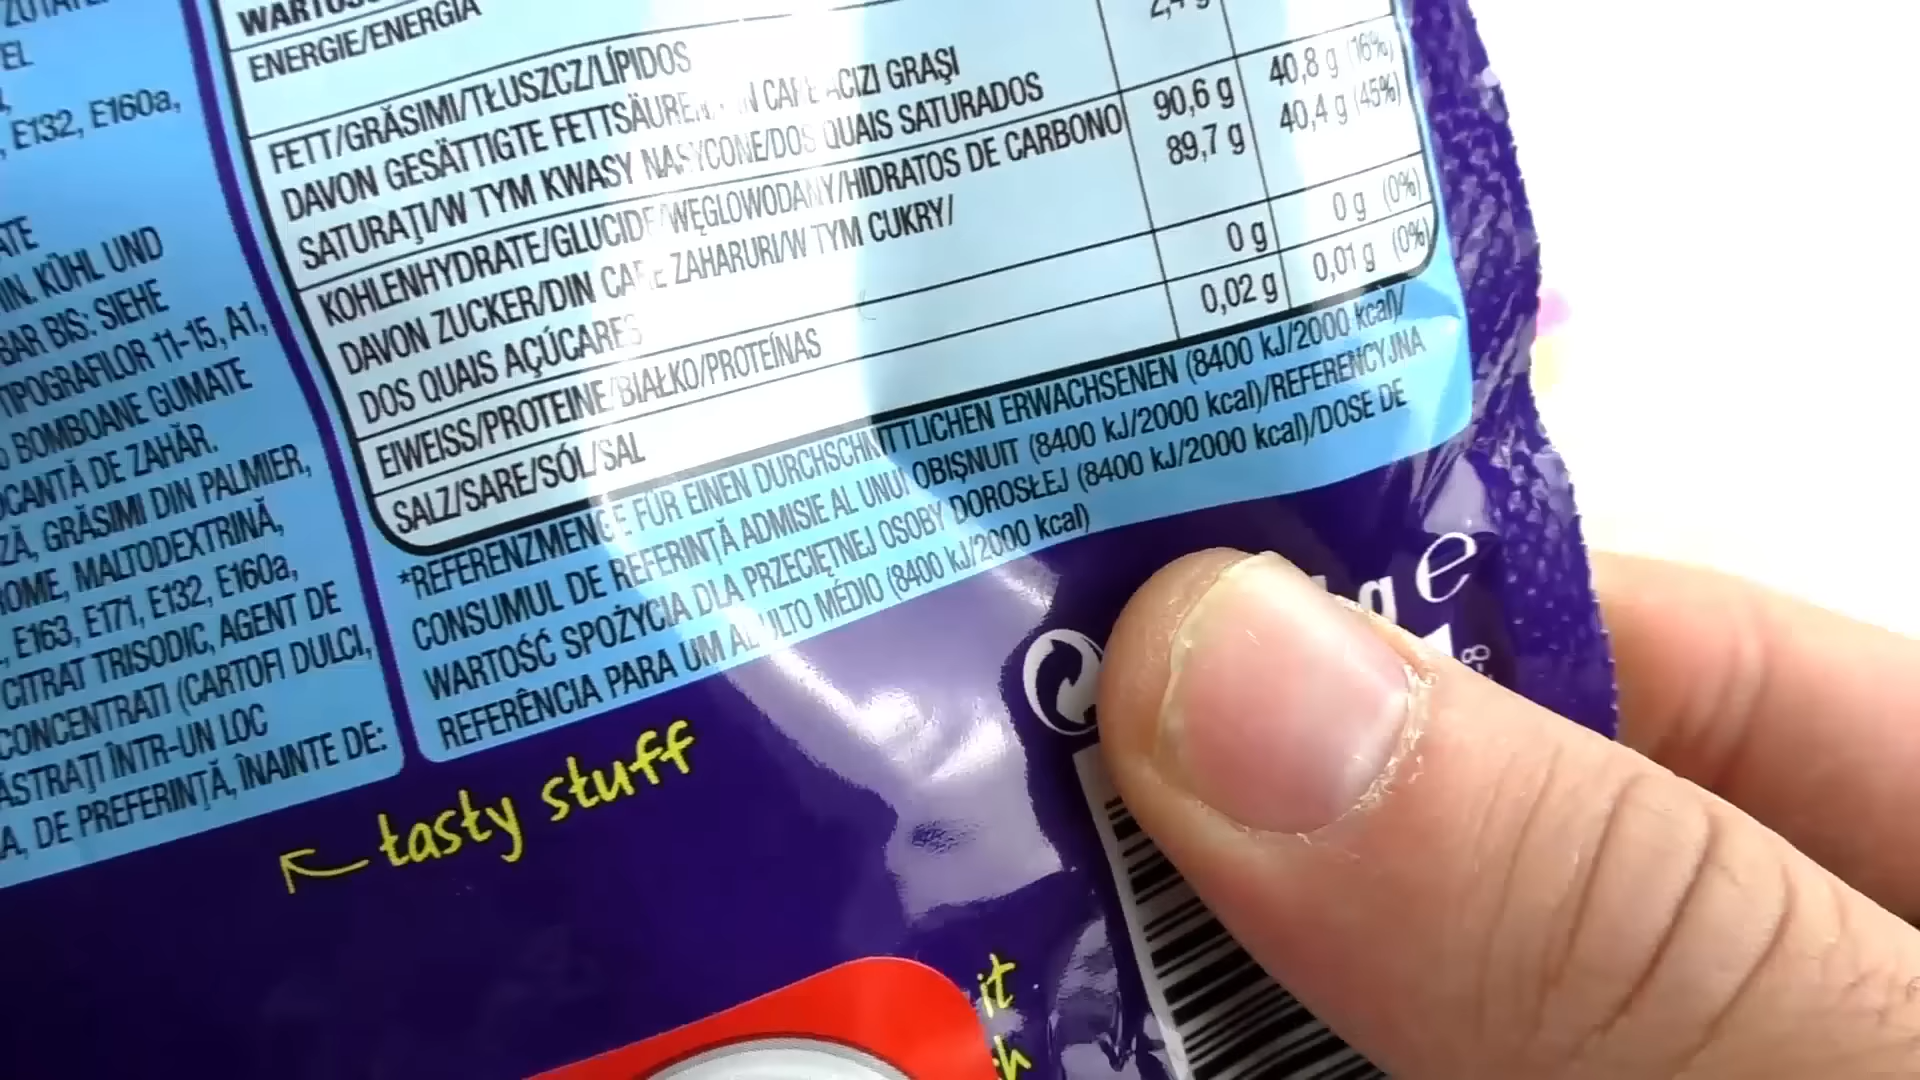 EL
, E132, E160a,
ATE
IN. KÜHL UND
BAR BIS: SIEHE
TIPOGRAFILOR 11-15, A1,
BOMBOANE GUMATE
OCANTĂ DE ZAHĂR.
ZĂ, GRĂSIMI DIN PALMIER,
ROME, MALTODEXTRINĂ,
, E163, E171, E132, E160a,
CITRAT TRISODIC, AGENT DE
CONCENTRATI (CARTOFI DULCI,
ĂSTRAȚI ÎNTR-UN LOC
A, DE PREFERINȚĂ, ÎNAINTE DE:
ENERGIE/ENERGIA
FETT/GRĂSIMI/TŁUSZCZ/LÍPIDOS
DAVON GESÄTTIGTE FETTSÄUREN ACIZI GRAȘI
SATURAȚI/W TYM KWASY NASYCONE/DOS QUAIS SATURADOS
KOHLENHYDRATE/GLUCIDE/WĘGLOWODANY/HIDRATOS DE CARBONO 90,6 g 40,8 g (16%)
DAVON ZUCKER/DIN CARE ZAHARURI/W TYM CUKRY/ 89,7 g 40,4 g (45%)
DOS QUAIS AÇÚCARES
EIWEISS/PROTEINE/BIAŁKO/PROTEÍNAS 0 g 0 g (0%)
SALZ/SARE/SÓL/SAL 0,02 g 0,01 g (0%)
*REFERENZMENGE FÜR EINEN DURCHSCHNITTLICHEN ERWACHSENEN (8400 kJ/2000 kcal)/
CONSUMUL DE REFERINȚĂ ADMISIE AL UNUI OBIȘNUIT (8400 kJ/2000 kcal)/REFERENCYJNA
WARTOŚĆ SPOŻYCIA DLA PRZECIĘTNEJ OSOBY DOROSŁEJ (8400 kJ/2000 kcal)/DOSE DE
REFERÊNCIA PARA UM ADULTO MÉDIO (8400 kJ/2000 kcal)
g e
tasty stuff
it